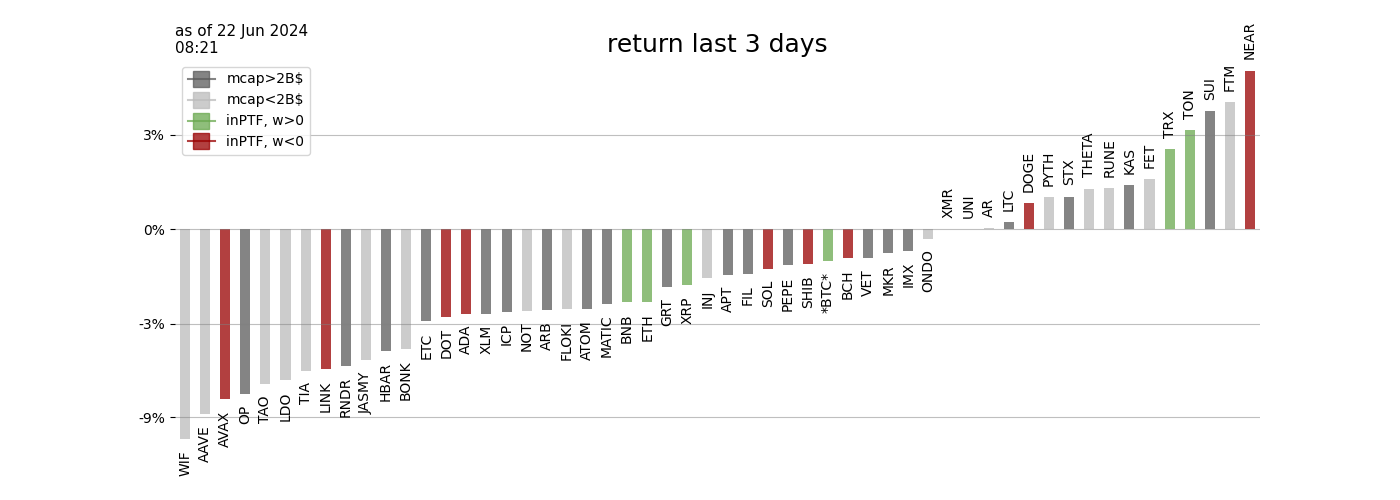 as of 22 Jun 2024
08:21
return last 3 days
mcap>2B$
mcap<2B$
inPTF, w>0
inPTF, w<0
3%
0%
-3%
-9%
WIF
AAVE
AVAX
OP
TAO
LDO
TIA
LINK
RNDR
JASMY
HBAR
BONK
ETC
DOT
ADA
XLM
ICP
NOT
ARB
FLOKI
ATOM
MATIC
BNB
ETH
GRT
XRP
INJ
APT
FIL
SOL
PEPE
SHIB
*BTC*
BCH
VET
MKR
IMX
ONDO
XMR
UNI
AR
LTC
DOGE
PYTH
STX
THETA
RUNE
KAS
FET
TRX
TON
SUI
FTM
NEAR